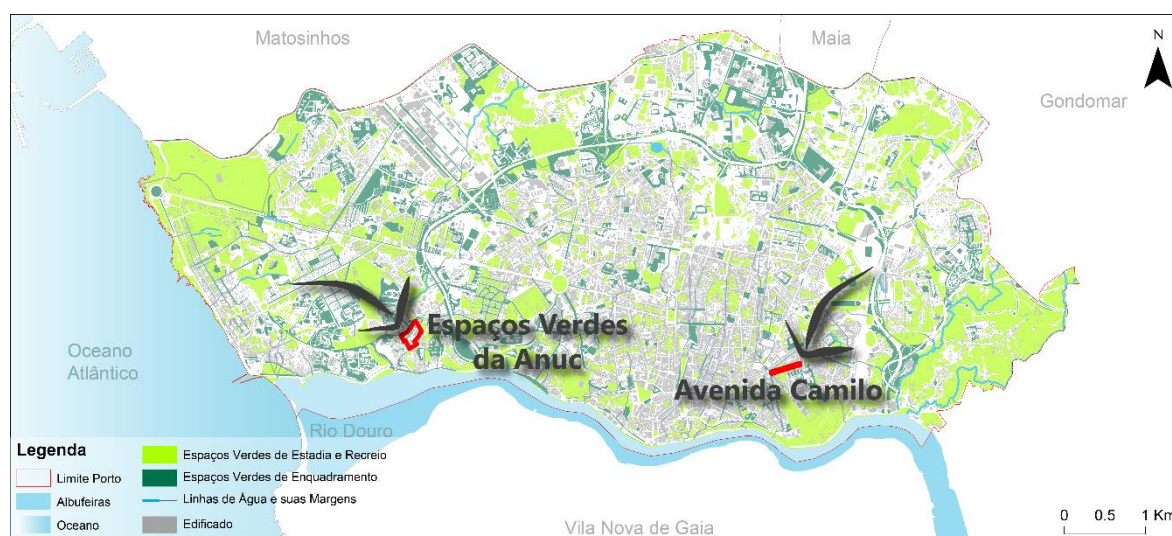 Matosinhos
Maia
N
Gondomar
Espaços Verdes
da Anuc
Avenida Camilo
Oceano
Atlântico
Rio Douro
Vila Nova de Gaia
Legenda
Limite Porto
Albufeiras
Oceano
Espaços Verdes de Estadia e Recreio
Espaços Verdes de Enquadramento
Linhas de Água e suas Margens
Edificado
0 0.5 1 Km